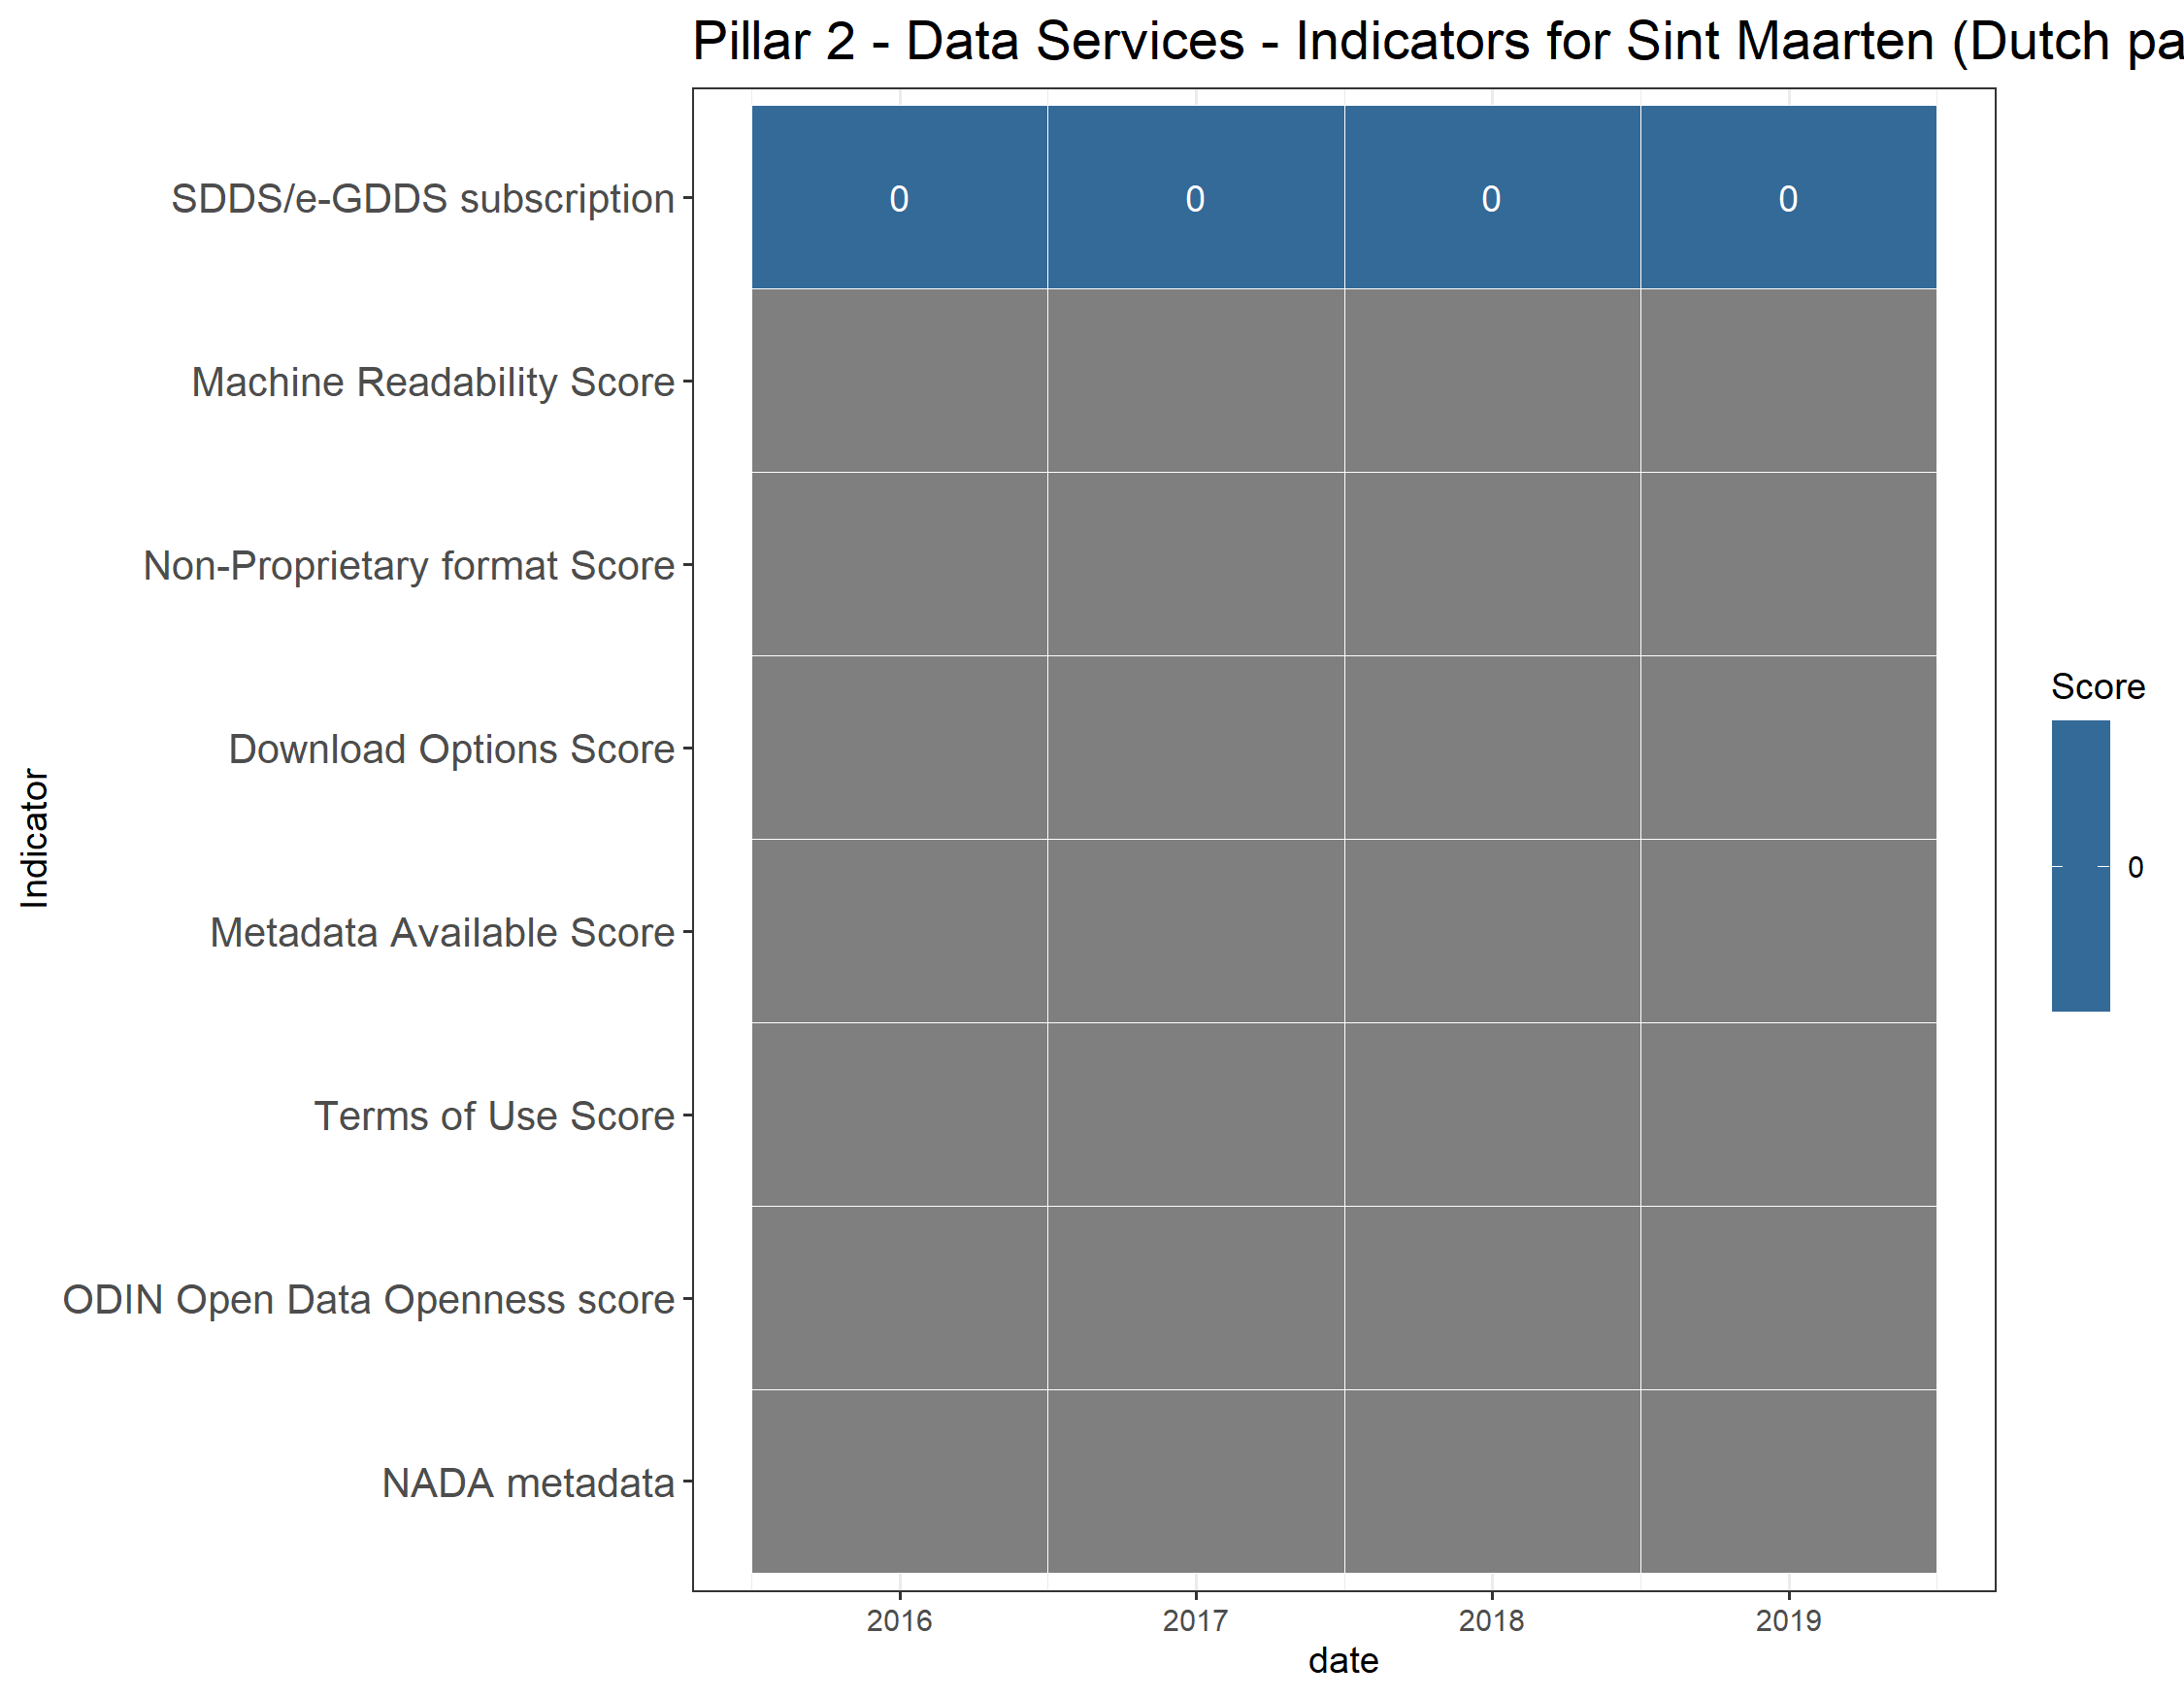 Pillar 2 - Data Services - Indicators for Sint Maarten (Dutch pa
SDDS/e-GDDS subscription
0 0 0 0
Machine Readability Score
Non-Proprietary format Score
Download Options Score
Metadata Available Score
Terms of Use Score
ODIN Open Data Openness score
NADA metadata
Indicator
2016 2017 2018 2019
date
Score
0